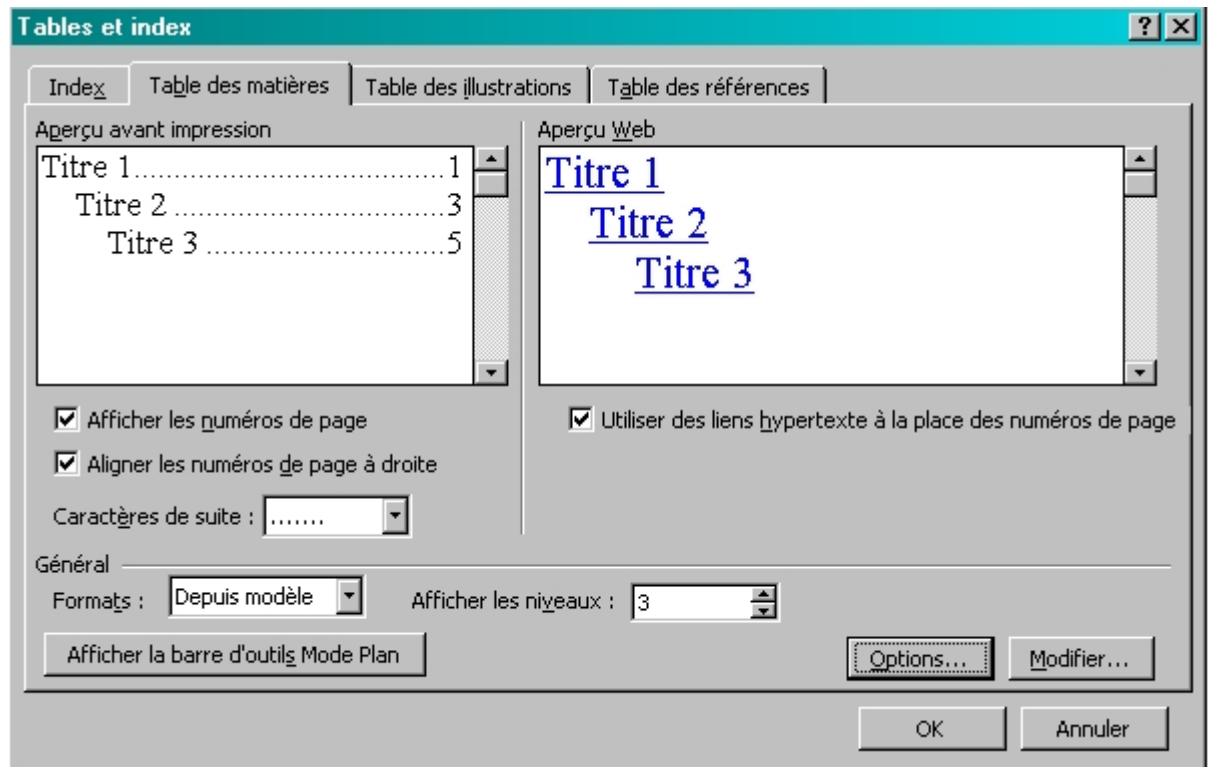 Tables et index
Index Table des matières Table des illustrations Table des références
Aperçu avant impression
Titre 1.......................................1
Titre 2 ..................................3
Titre 3 ..............................5
Aperçu Web
Titre 1
Titre 2
Titre 3
Afficher les numéros de page
Aligner les numéros de page à droite
Caractères de suite : .......
Utiliser des liens hypertexte à la place des numéros de page
Général
Formats : Depuis modèle Afficher les niveaux : 3
Afficher la barre d'outils Mode Plan Options... Modifier...
OK Annuler